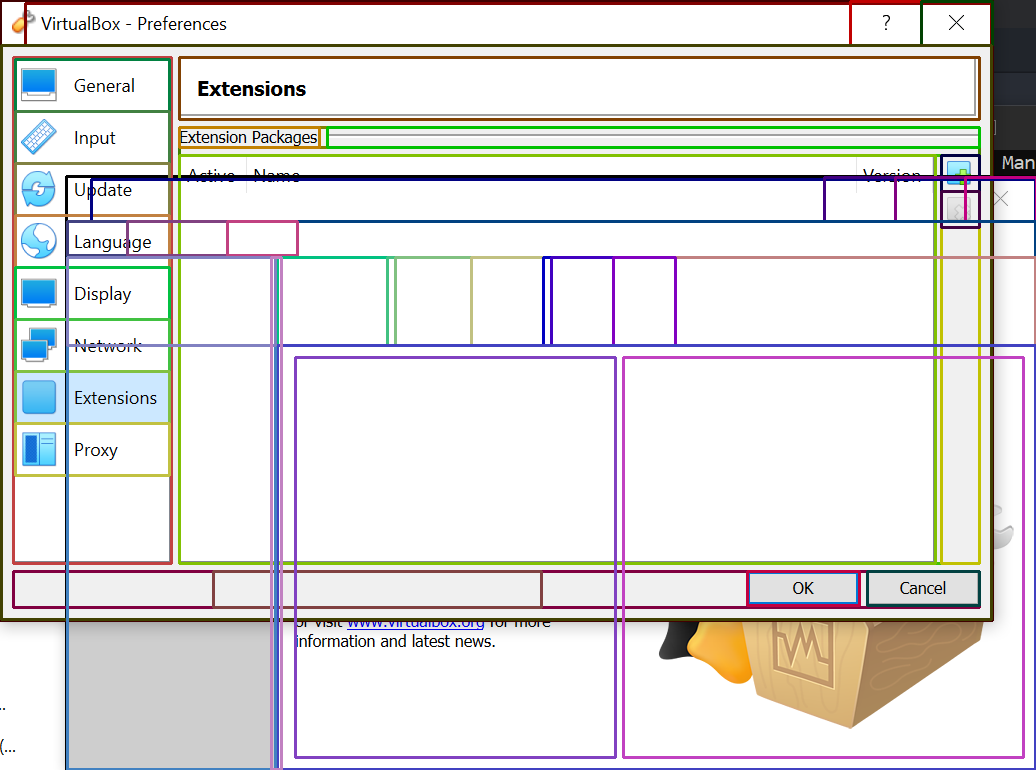 VirtualBox - Preferences
?
General
Input
Update
Language
Display
Network
Extensions
Proxy
Extensions
Extension Packages
Active Name Version
OK
Cancel
]
Man
or visit www.virtualbox.org for more
information and latest news.
..
(...